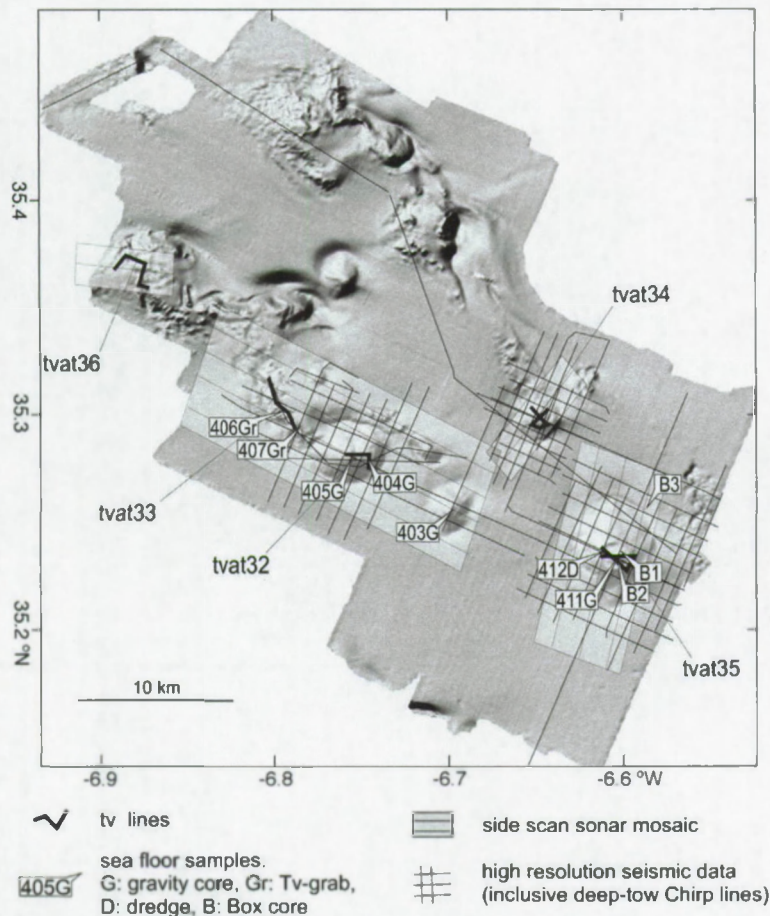 35.4
tvat34
tvat36
35.3
406Gr
407Gr
405G
404G
B3
tvat33
403G
412D
B1
tvat32
411G
B2
35.2 ºN
tvat35
10 km
-6.9
-6.8
-6.7
-6.6 ºW
tv lines
side scan sonar mosaic
405G
sea floor samples.
G: gravity core, Gr: Tv-grab,
D: dredge, B: Box core
high resolution seismic data
(inclusive deep-tow Chirp lines)